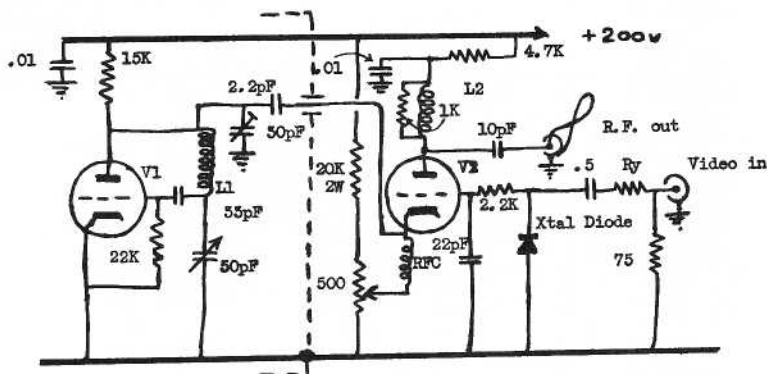 +200v
.01
15K
2.2pF
.01
4.7K
L2
1K
50pF
10pF
R.F. out
V1
L1
20K
2W
V2
.5
Ry
Video in
33pF
2.2K
Xtal Diode
22K
50pF
22pF
RFC
500
75